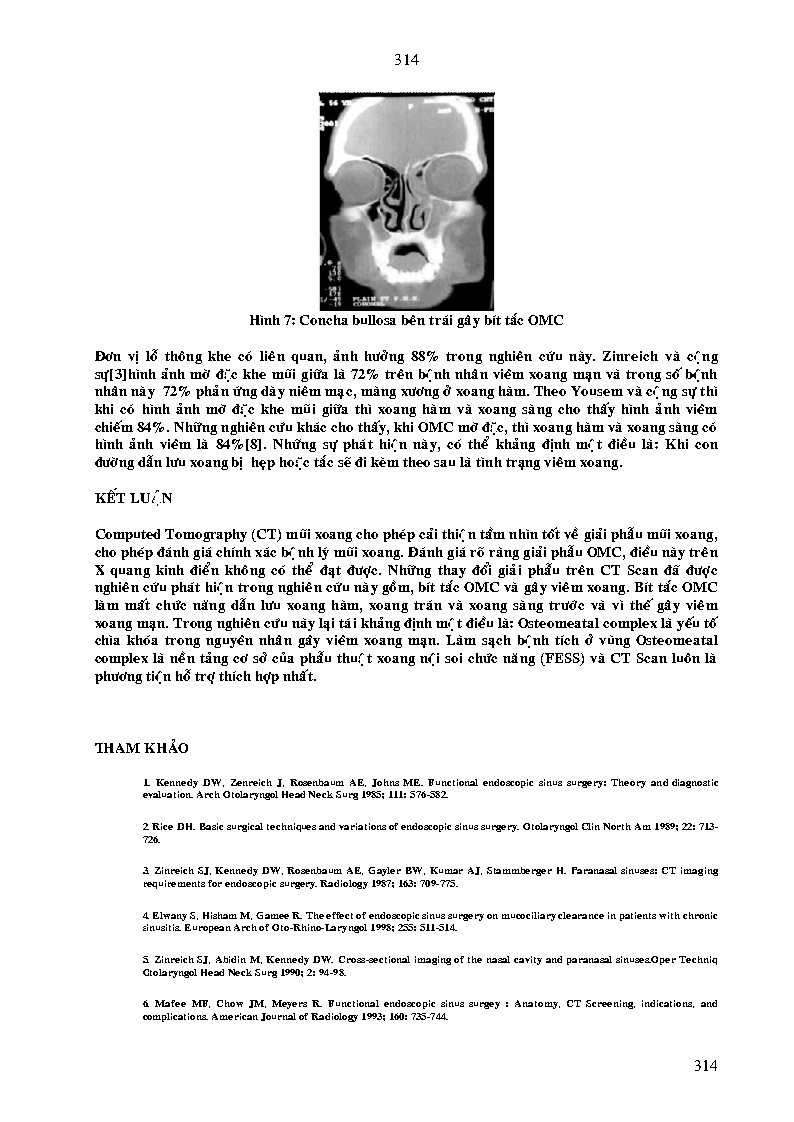 314
Hình 7: Concha bullosa bên trái gây bít tắc OMC
Đơn vị lỗ thông khe có liên quan, ảnh hưởng 88% trong nghiên cứu này. Zinreich và cộng
sự[3]hình ảnh mờ đặc khe mũi giữa là 72% trên bệnh nhân viêm xoang mạn và trong số bệnh
nhân này 72% phản ứng dày niêm mạc, màng xương ở xoang hàm. Theo Yousem và cộng sự thì
khi có hình ảnh mờ đặc khe mũi giữa thì xoang hàm và xoang sàng cho thấy hình ảnh viêm
chiếm 84%. Những nghiên cứu khác cho thấy, khi OMC mờ đặc, thì xoang hàm và xoang sàng có
hình ảnh viêm là 84%[8]. Những sự phát hiện này, có thể khẳng định một điều là: Khi con
đường dẫn lưu xoang bị hẹp hoặc tắc sẽ đi kèm theo sau là tình trạng viêm xoang.
KẾT LUẬN
Computed Tomography (CT) mũi xoang cho phép cải thiện tầm nhìn tốt về giải phẫu mũi xoang,
cho phép đánh giá chính xác bệnh lý mũi xoang. Đánh giá rõ ràng giải phẫu OMC, điều này trên
X quang kinh điển không có thể đạt được. Những thay đổi giải phẫu trên CT Scan đã được
nghiên cứu phát hiện trong nghiên cứu này gồm, bít tắc OMC và gây viêm xoang. Bít tắc OMC
làm mất chức năng dẫn lưu xoang hàm, xoang trán và xoang sàng trước và vì thế gây viêm
xoang mạn. Trong nghiên cứu này lại tái khẳng định một điều là: Osteomeatal complex là yếu tố
chìa khóa trong nguyên nhân gây viêm xoang mạn. Làm sạch bệnh tích ở vùng Osteomeatal
complex là nền tảng cơ sở của phẫu thuật xoang nội soi chức năng (FESS) và CT Scan luôn là
phương tiện hỗ trợ thích hợp nhất.
THAM KHẢO
1. Kennedy DW, Zenreich J, Rosenbaum AE, Johns ME. Functional endoscopic sinus surgery: Theory and diagnostic
evaluation. Arch Otolaryngol Head Neck Surg 1985; 111: 576-582.
2. Rice DH. Basic surgical techniques and variations of endoscopic sinus surgery. Otolaryngol Clin North Am 1989; 22: 713-
726.
3. Zinreich SJ, Kennedy DW, Rosenbaum AE, Gayler BW, Kumar AJ, Stammberger H. Paranasal sinuses: CT imaging
requirements for endoscopic surgery. Radiology 1987; 163: 709-775.
4. Elwany S, Hisham M, Gamee R. The effect of endoscopic sinus surgery on mucociliary clearance in patients with chronic
sinusitis. European Arch of Oto-Rhino-Laryngol 1998; 255: 511-514.
5. Zinreich SJ, Abidin M, Kennedy DW. Cross-sectional imaging of the nasal cavity and paranasal sinuses.Oper Techniq
Otolaryngol Head Neck Surg 1990; 2: 94-98.
6. Mafee MF, Chow JM, Meyers R. Functional endoscopic sinus surgey : Anatomy, CT Screening, indications, and
complications. American Journal of Radiology 1993; 160: 735-744.
314